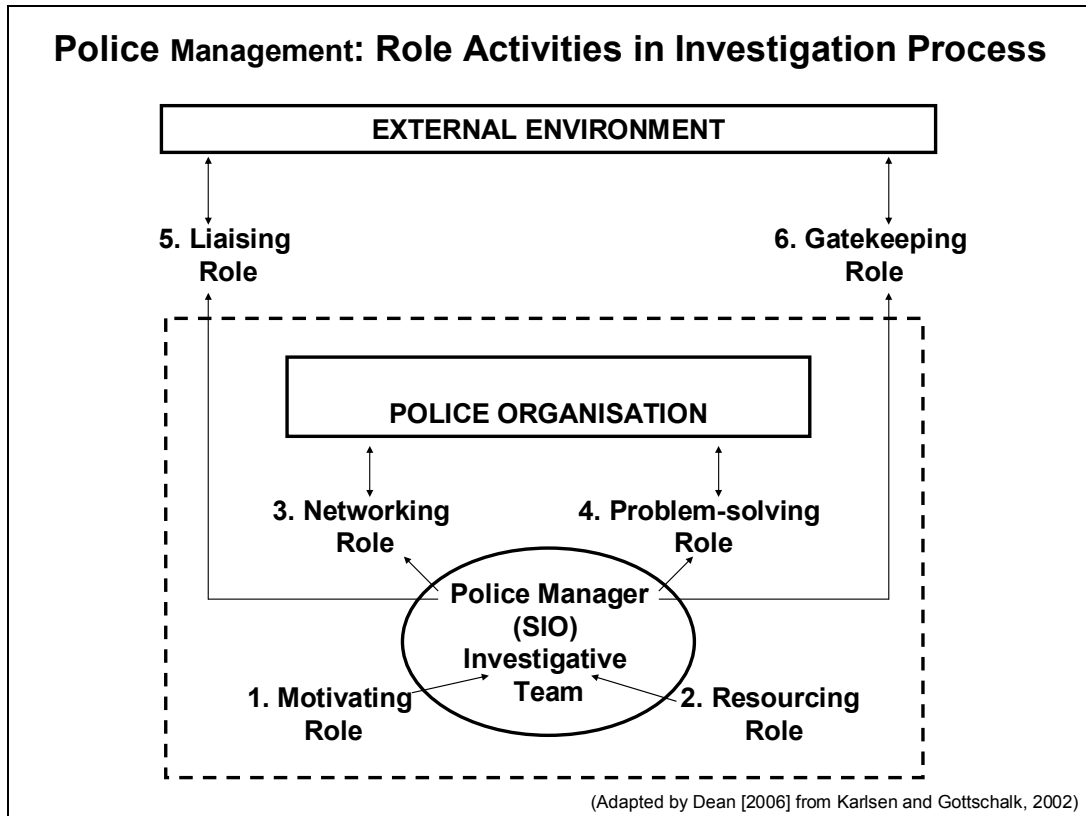 Police Management: Role Activities in Investigation Process
EXTERNAL ENVIRONMENT
5. Liaising
Role
6. Gatekeeping
Role
POLICE ORGANISATION
3. Networking
Role
4. Problem-solving
Role
Police Manager
(SIO)
Investigative
Team
1. Motivating
Role
2. Resourcing
Role
(Adapted by Dean [2006] from Karlsen and Gottschalk, 2002)